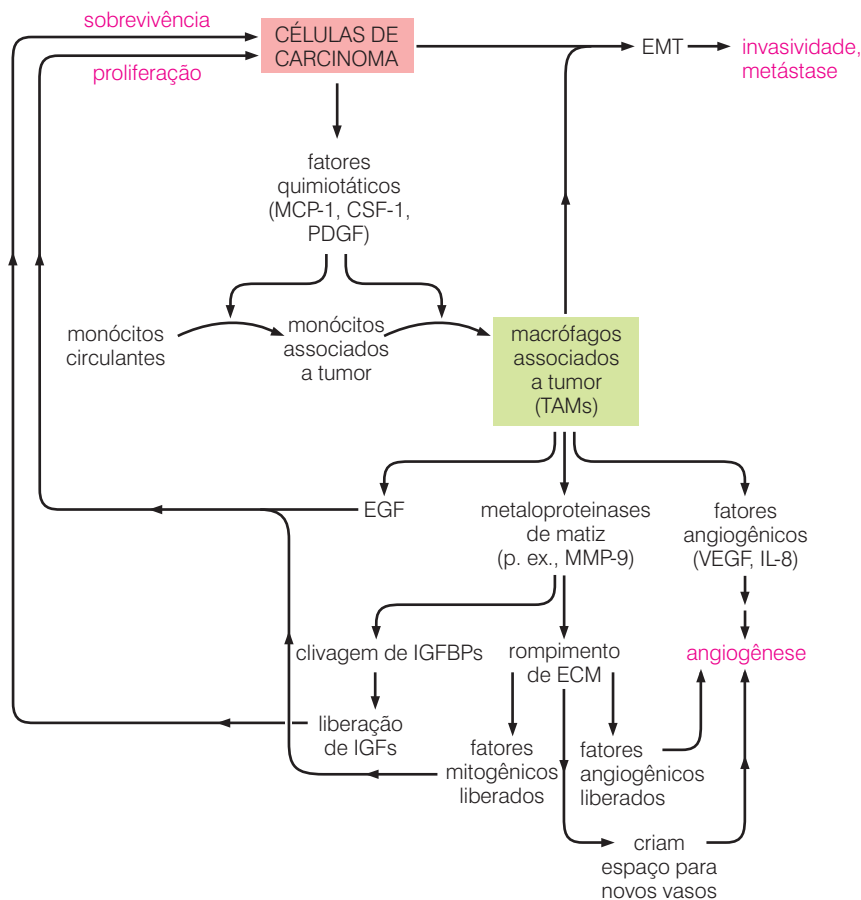 sobrevivência
proliferação
CÉLULAS DE
CARCINOMA
EMT
invasividade,
metástase
fatores
quimiotáticos
(MCP-1, CSF-1,
PDGF)
monócitos
circulantes
monócitos
associados
a tumor
macrófagos
associados
a tumor
(TAMs)
EGF
metaloproteinases
de matiz
(p. ex., MMP-9)
fatores
angiogênicos
(VEGF, IL-8)
clivagem de IGFBPs
rompimento
de ECM
angiogênese
liberação
de IGFs
fatores
mitogênicos
liberados
fatores
angiogênicos
liberados
criam
espaço para
novos vasos